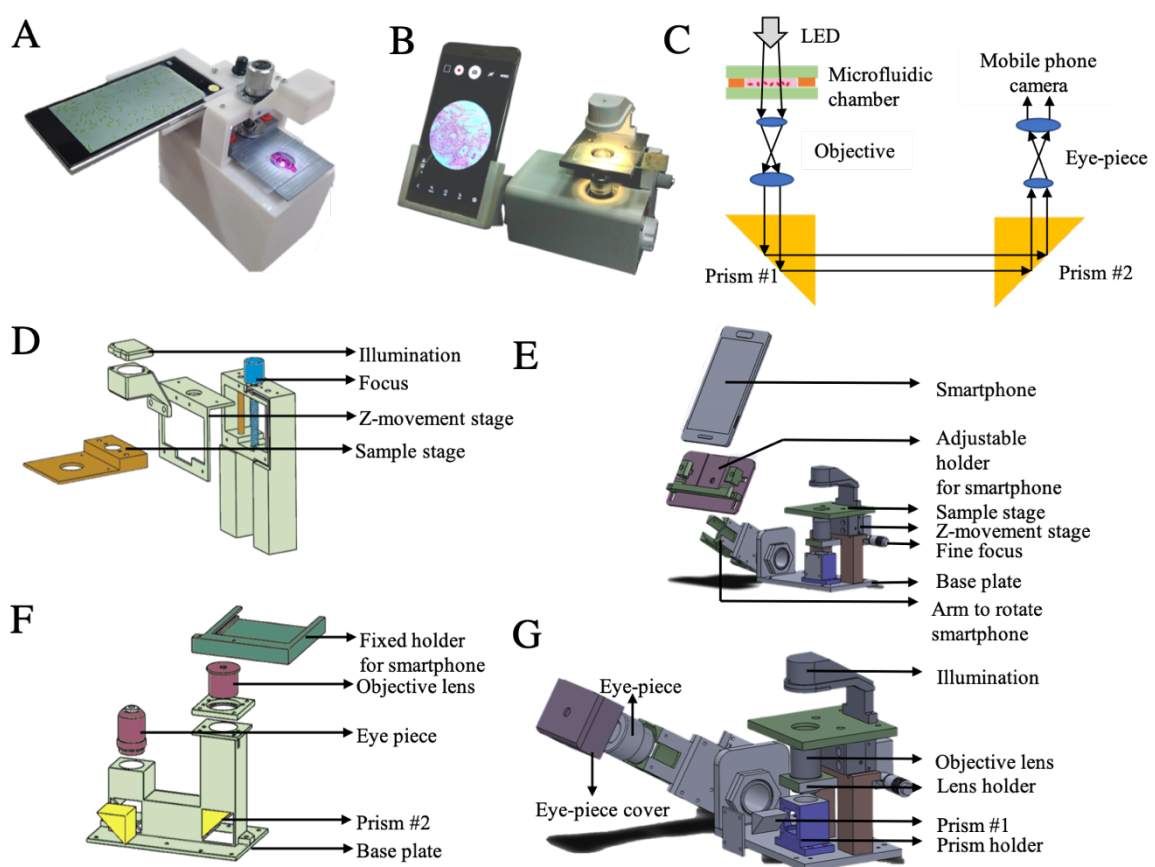 A
B
C
LED
Microfluidic
chamber
Objective
Mobile phone
camera
Eye-piece
Prism #1
Prism #2
D
Illumination
Focus
Z-movement stage
Sample stage
E
Smartphone
Adjustable
holder
for smartphone
Sample stage
Z-movement stage
Fine focus
Base plate
Arm to rotate
smartphone
F
Fixed holder
for smartphone
Objective lens
Eye piece
Prism #2
Base plate
G
Eye-piece
Illumination
Objective lens
Lens holder
Eye-piece cover
Prism #1
Prism holder